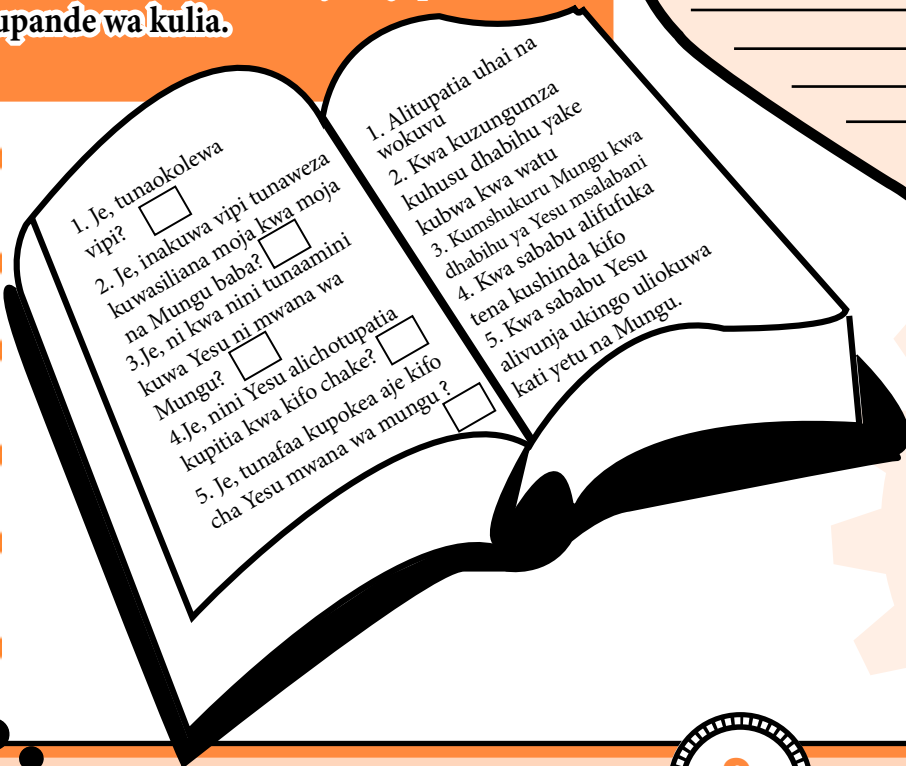 upande wa kulia.
1. Je, tunaokolewa
vipi?
2. Je, inakuwa vipi tunaweza
kuwasiliana moja kwa moja
na Mungu baba?
3.Je, ni kwa nini tunaamini
kuwa Yesu ni mwana wa
Mungu?
4.Je, nini Yesu alichotupatia
kupitia kwa kifo chake?
5. Je, tunafaa kupokea aje kifo
cha Yesu mwana wa mungu ?
1. Alitupatia uhai na
wokuvu
2. Kwa kuzungumza
kuhusu dhabihu yake
kubwa kwa watu
3. Kumshukuru Mungu kwa
dhabihu ya Yesu msalabani
4. Kwa sababu alifufuka
tena kushinda kifo
5. Kwa sababu Yesu
alivunja ukingo uliokuwa
kati yetu na Mungu.